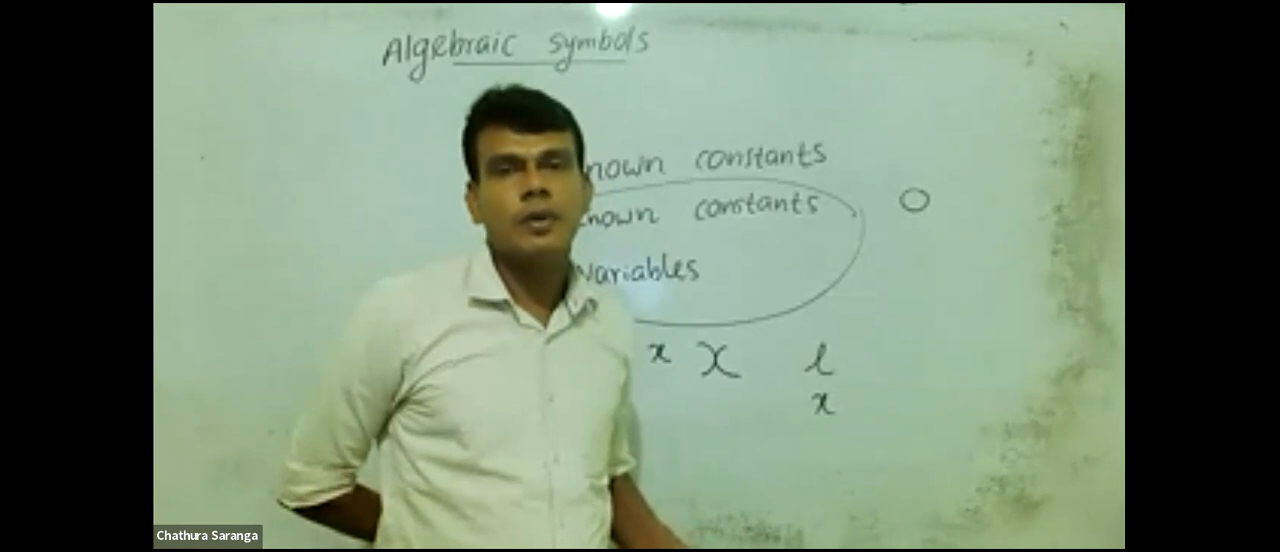 Algebraic symbols
nown constants
nown constants
variables
x X l
x
Chathura Saranga